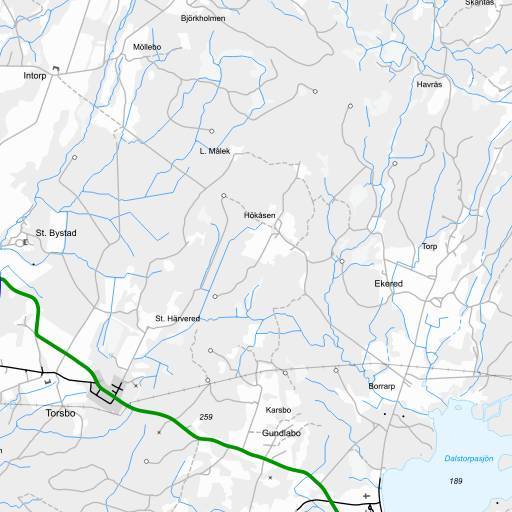 Skantås
Björkholmen
Möllebo
Intorp
Havrås
L. Målek
Hökåsen
St. Bystad
Torp
Ekered
St. Härvered
Borrarp
Torsbo
259
Karsbo
Gundlabo
Dalstorpasjön
189